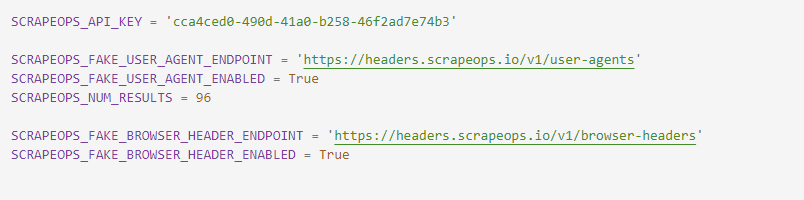 SCRAPEOPS_API_KEY = 'cca4ced0-490d-41a0-b258-46f2ad7e74b3'
SCRAPEOPS_FAKE_USER_AGENT_ENDPOINT = 'https://headers.scrapeops.io/v1/user-agents'
SCRAPEOPS_FAKE_USER_AGENT_ENABLED = True
SCRAPEOPS_NUM_RESULTS = 96
SCRAPEOPS_FAKE_BROWSER_HEADER_ENDPOINT = 'https://headers.scrapeops.io/v1/browser-headers'
SCRAPEOPS_FAKE_BROWSER_HEADER_ENABLED = True